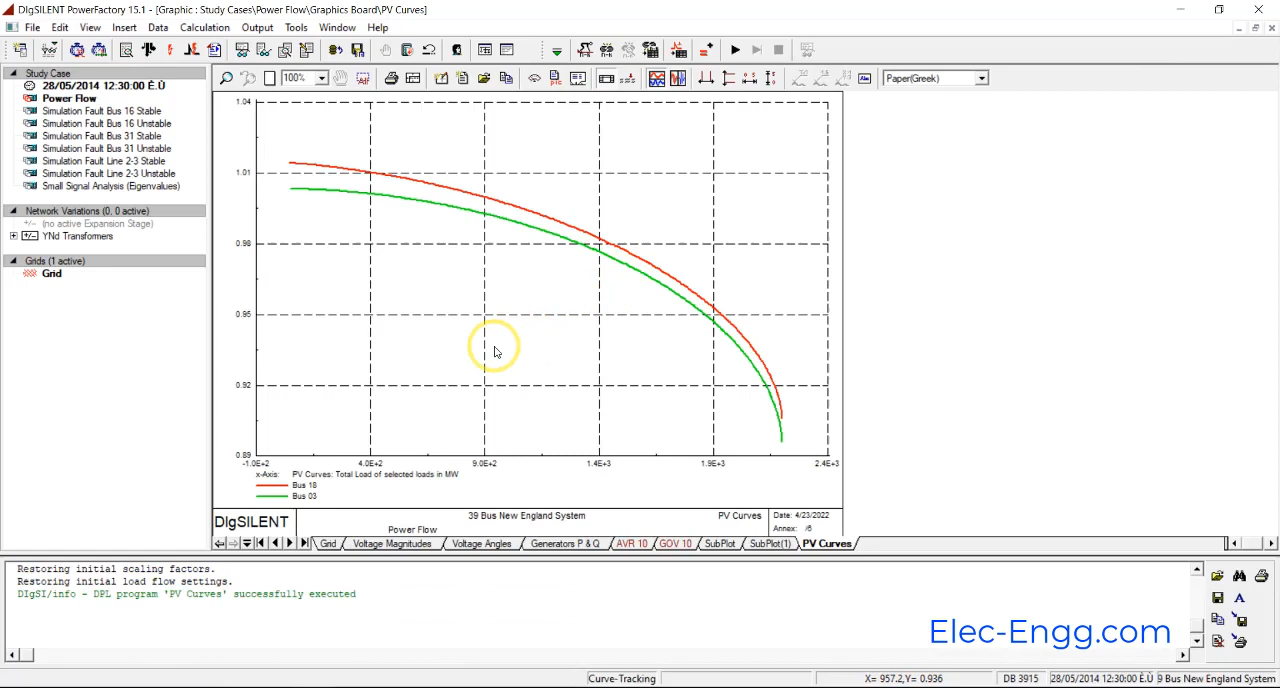 DIgSILENT PowerFactory 15.1 - [Graphic : Study Cases\Power Flow\Graphics Board\PV Curves]
File Edit View Insert Data Calculation Output Tools Window Help
100%
Paper(Greek)
Study Case
28/05/2014 12:30:00 È.Ù
Power Flow
Simulation Fault Bus 16 Stable
Simulation Fault Bus 16 Unstable
Simulation Fault Bus 31 Stable
Simulation Fault Bus 31 Unstable
Simulation Fault Line 2-3 Stable
Simulation Fault Line 2-3 Unstable
Small Signal Analysis (Eigenvalues)
Network Variations (0, 0 active)
(no active Expansion Stage)
YNd Transformers
Grids (1 active)
Grid
1.04
1.01
0.98
0.95
0.92
0.89
-1.0E+2 4.0E+2 9.0E+2 1.4E+3 1.9E+3 2.4E+3
x-Axis: PV Curves: Total Load of selected loads in MW
Bus 18
Bus 03
DIgSILENT
39 Bus New England System
Power Flow
PV Curves
Date: 4/23/2022
Annex: /6
Grid Voltage Magnitudes Voltage Angles Generators P & Q AVR 10 GOV 10 SubPlot SubPlot(1) PV Curves
Restoring initial scaling factors.
Restoring initial load flow settings.
DIgSI/info - DPL program 'PV Curves' successfully executed
Elec-Engg.com
Curve-Tracking X= 957.2,Y= 0.936 DB 3915 28/05/2014 12:30:00 È.Ù 9 Bus New England System